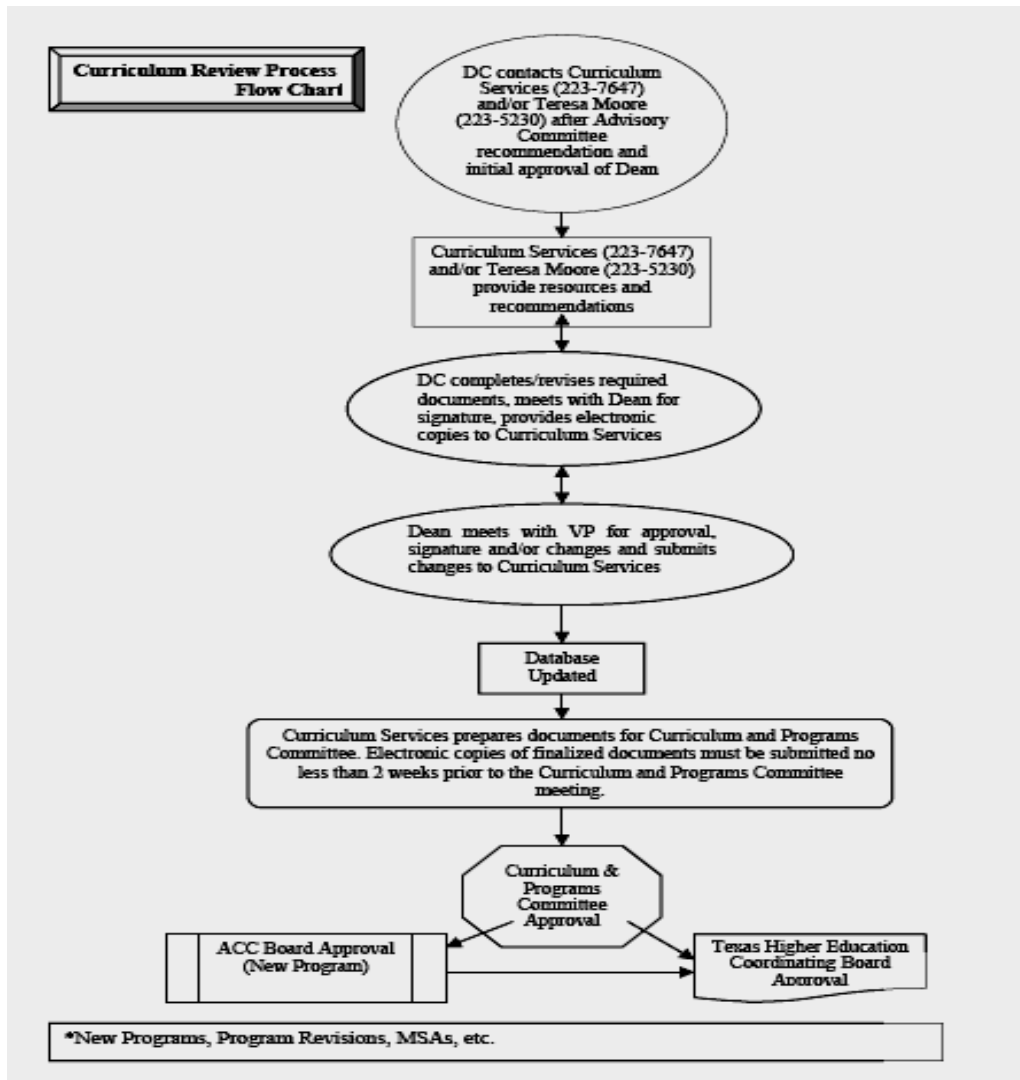 Curriculum Review Process
Flow Chart
DC contacts Curriculum
Services (223-7647)
and/or Teresa Moore
(223-5230) after Advisory
Committee
recommendation and
initial approval of Dean
Curriculum Services (223-7647)
and/or Teresa Moore (223-5230)
provide resources and
recommendations
DC completes/revises required
documents, meets with Dean for
signature, provides electronic
copies to Curriculum Services
Dean meets with VP for approval,
signature and/or changes and submits
changes to Curriculum Services
Database
Updated
Curriculum Services prepares documents for Curriculum and Programs
Committee. Electronic copies of finalized documents must be submitted no
less than 2 weeks prior to the Curriculum and Programs Committee
meeting.
Curriculum &
Programs
Committee
Approval
ACC Board Approval
(New Program)
Texas Higher Education
Coordinating Board
Approval
*New Programs, Program Revisions, MSAs, etc.